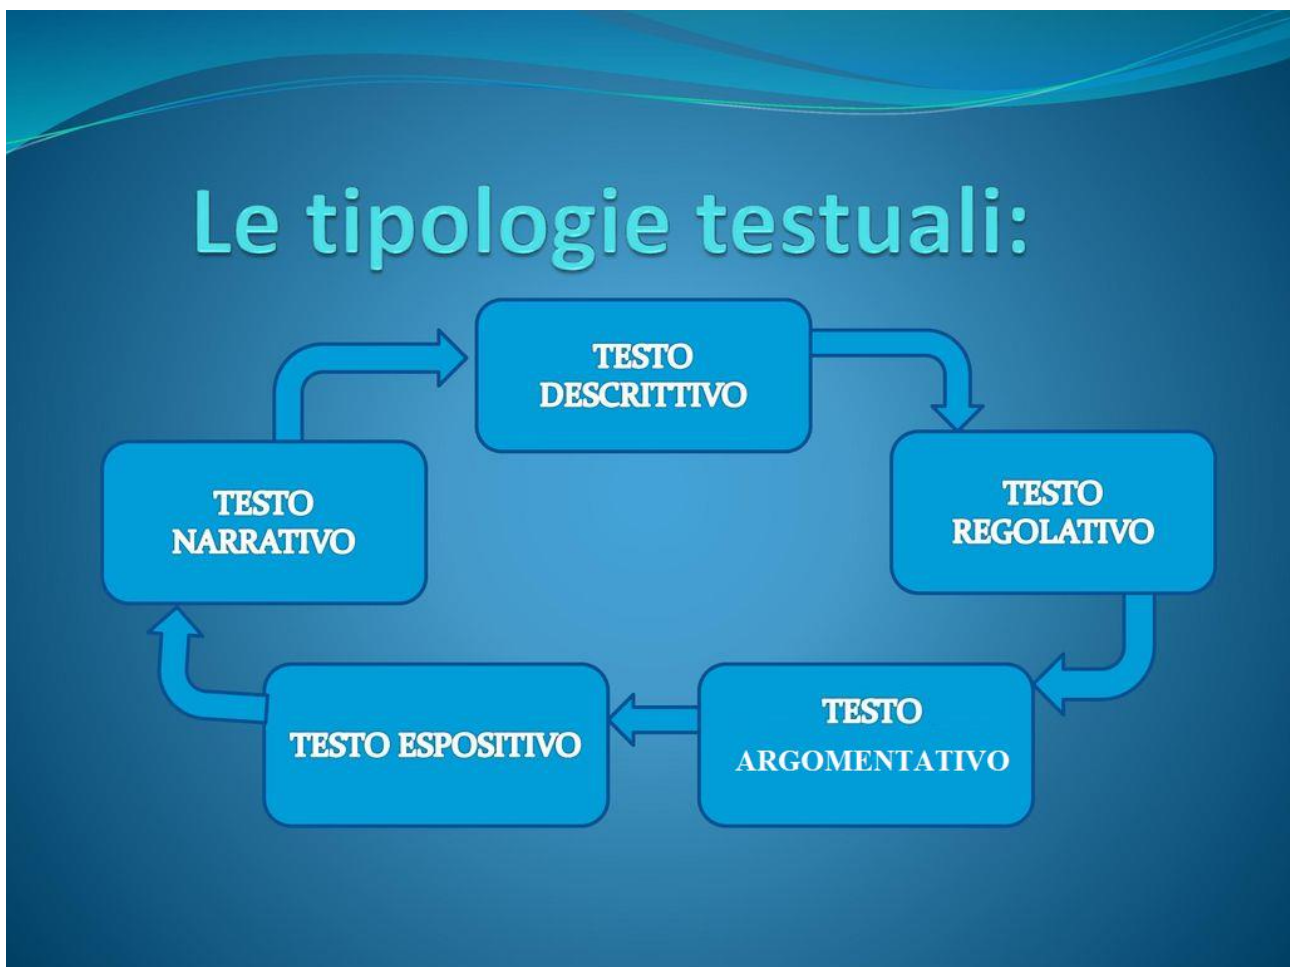 Le tipologie testuali:
TESTO
DESCRITTIVO
TESTO
REGOLATIVO
TESTO
ARGOMENTATIVO
TESTO ESPOSITIVO
TESTO
NARRATIVO